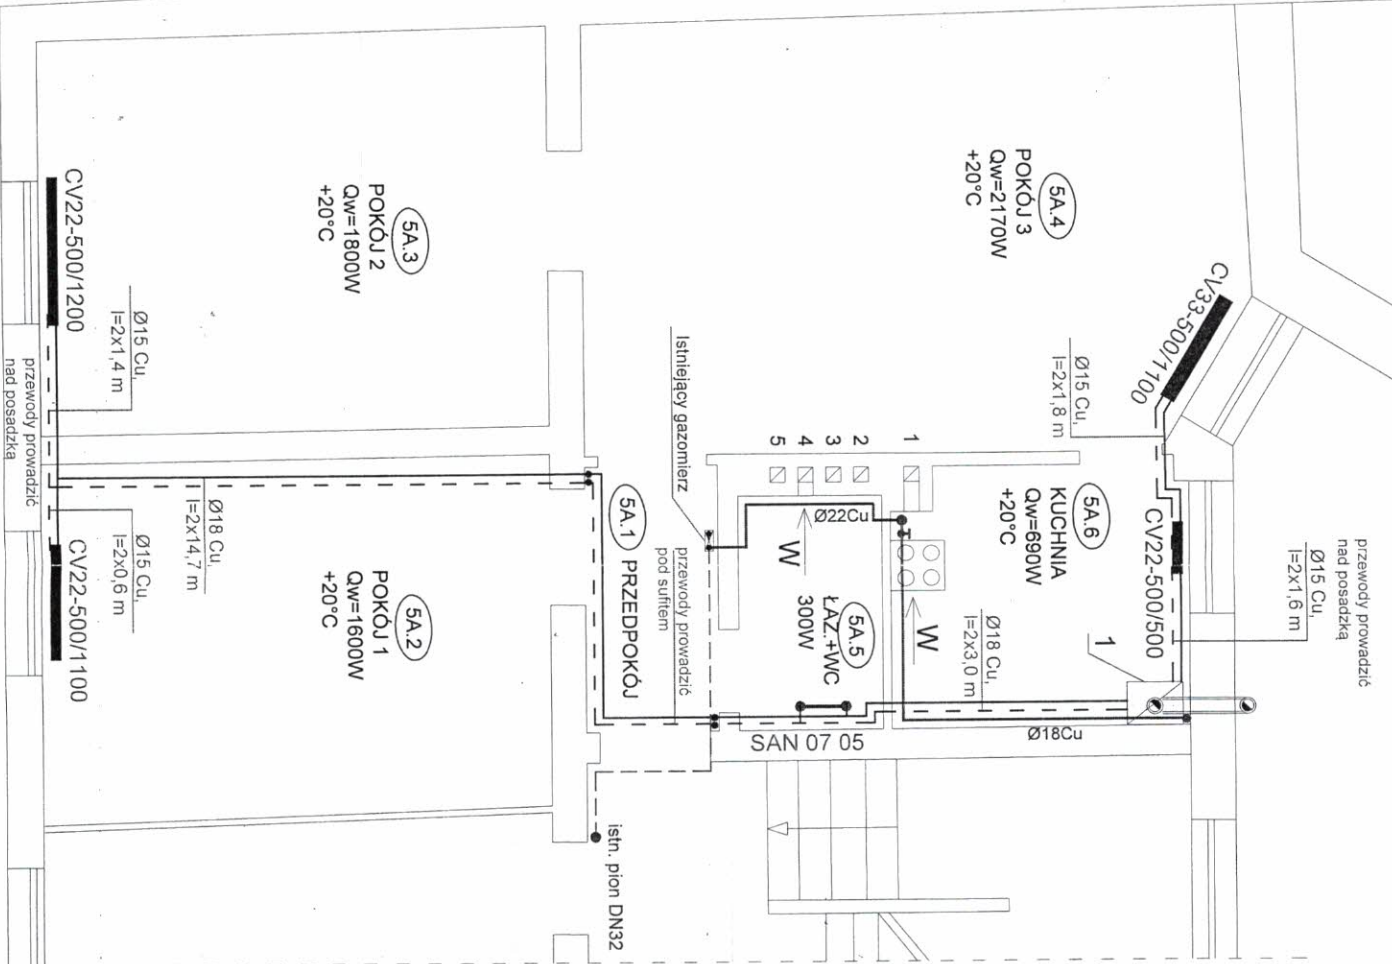 5A.4
POKÓJ 3
Qw=2170W
+20°C
CV33-500/1100
Ø15 Cu,
l=2x1,8 m
5A.3
POKÓJ 2
Qw=1800W
+20°C
CV22-500/1200
Ø15 Cu,
l=2x1,4 m
przewody prowadzić
nad posadzką
Istniejący gazomierz
5
4
3
2
1
5A.6
KUCHNIA
Qw=690W
+20°C
CV22-500/500
przewody prowadzić
nad posadzką
Ø15 Cu,
l=2x1,6 m
1
Ø22Cu
W
W
5A.5
ŁAZ.+WC
300W
Ø18 Cu,
l=2x3,0 m
Ø18Cu
SAN 07 05
5A.1
PRZEDPOKÓJ
przewody prowadzić
pod sufitem
Ø18 Cu,
l=2x14,7 m
Ø15 Cu,
l=2x0,6 m
CV22-500/1100
5A.2
POKÓJ 1
Qw=1600W
+20°C
istn. pion DN32